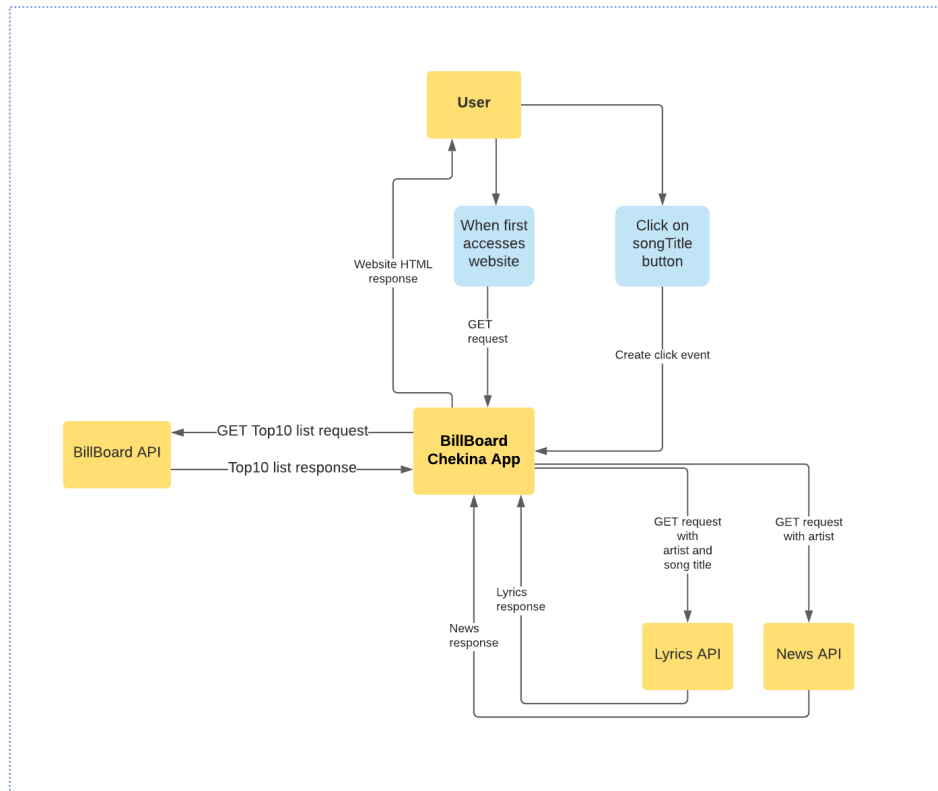 User
When first
accesses
website
Click on
songTitle
button
Website HTML
response
GET
request
Create click event
BillBoard API
GET Top10 list request
Top10 list response
BillBoard
Chekina App
GET request
with
artist and
song title
GET request
with artist
Lyrics
response
News
response
Lyrics API
News API